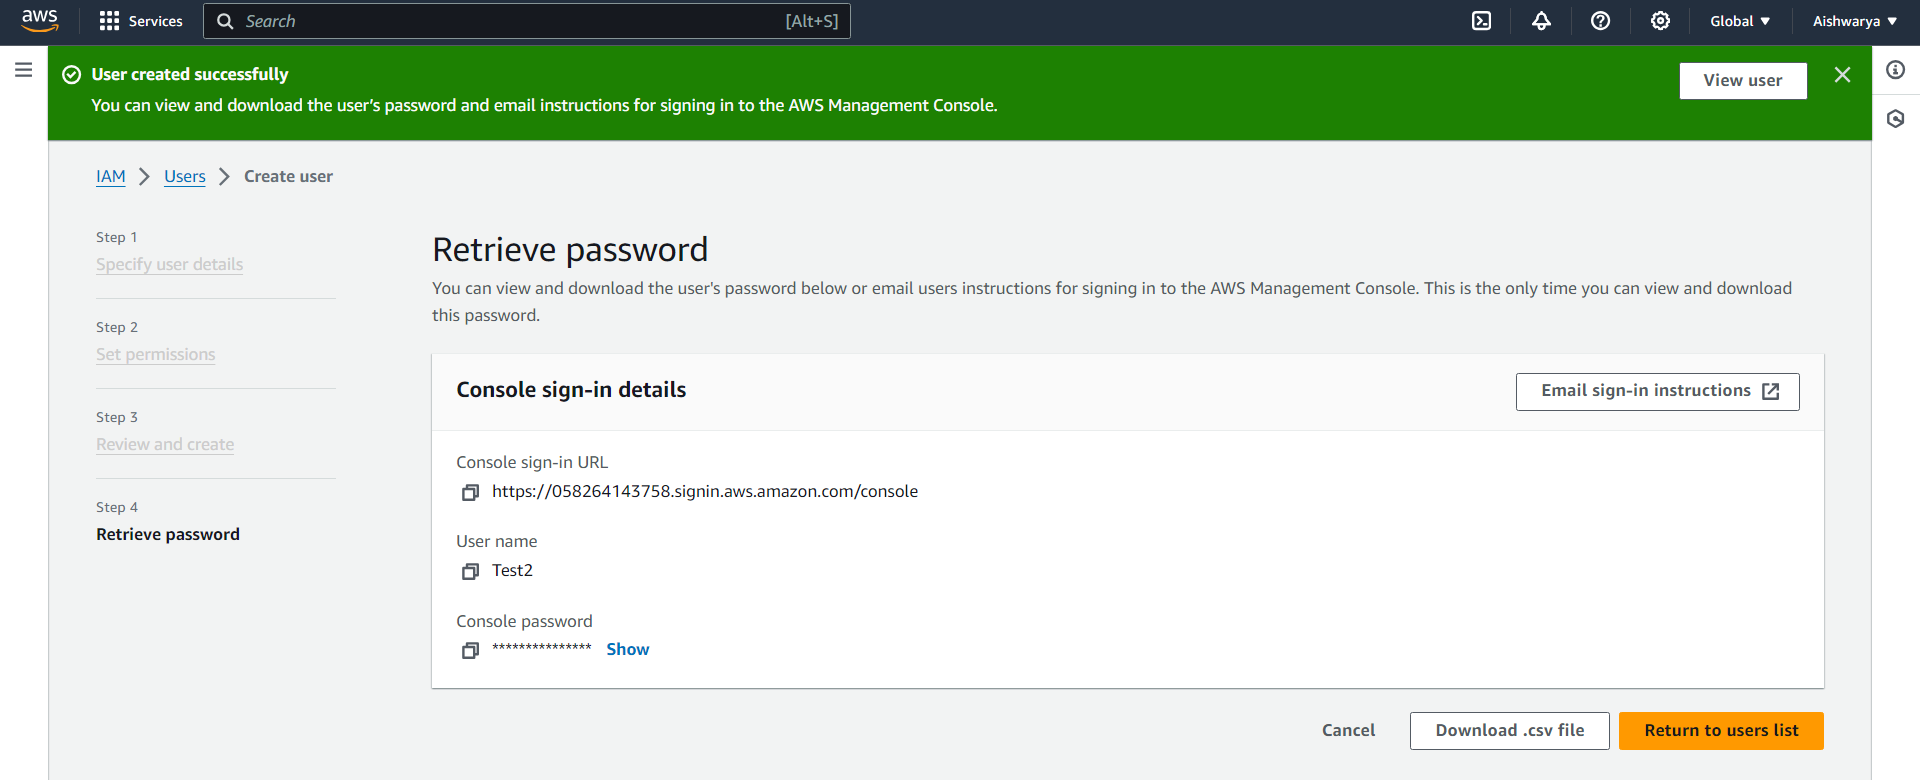 aws
Services
Search
[Alt+S]
Global
Aishwarya
User created successfully
You can view and download the user's password and email instructions for signing in to the AWS Management Console.
View user
IAM
Users
Create user
Step 1
Specify user details
Step 2
Set permissions
Step 3
Review and create
Step 4
Retrieve password
Retrieve password
You can view and download the user's password below or email users instructions for signing in to the AWS Management Console. This is the only time you can view and download
this password.
Console sign-in details
Email sign-in instructions
Console sign-in URL
https://058264143758.signin.aws.amazon.com/console
User name
Test2
Console password
*************** Show
Cancel
Download .csv file
Return to users list